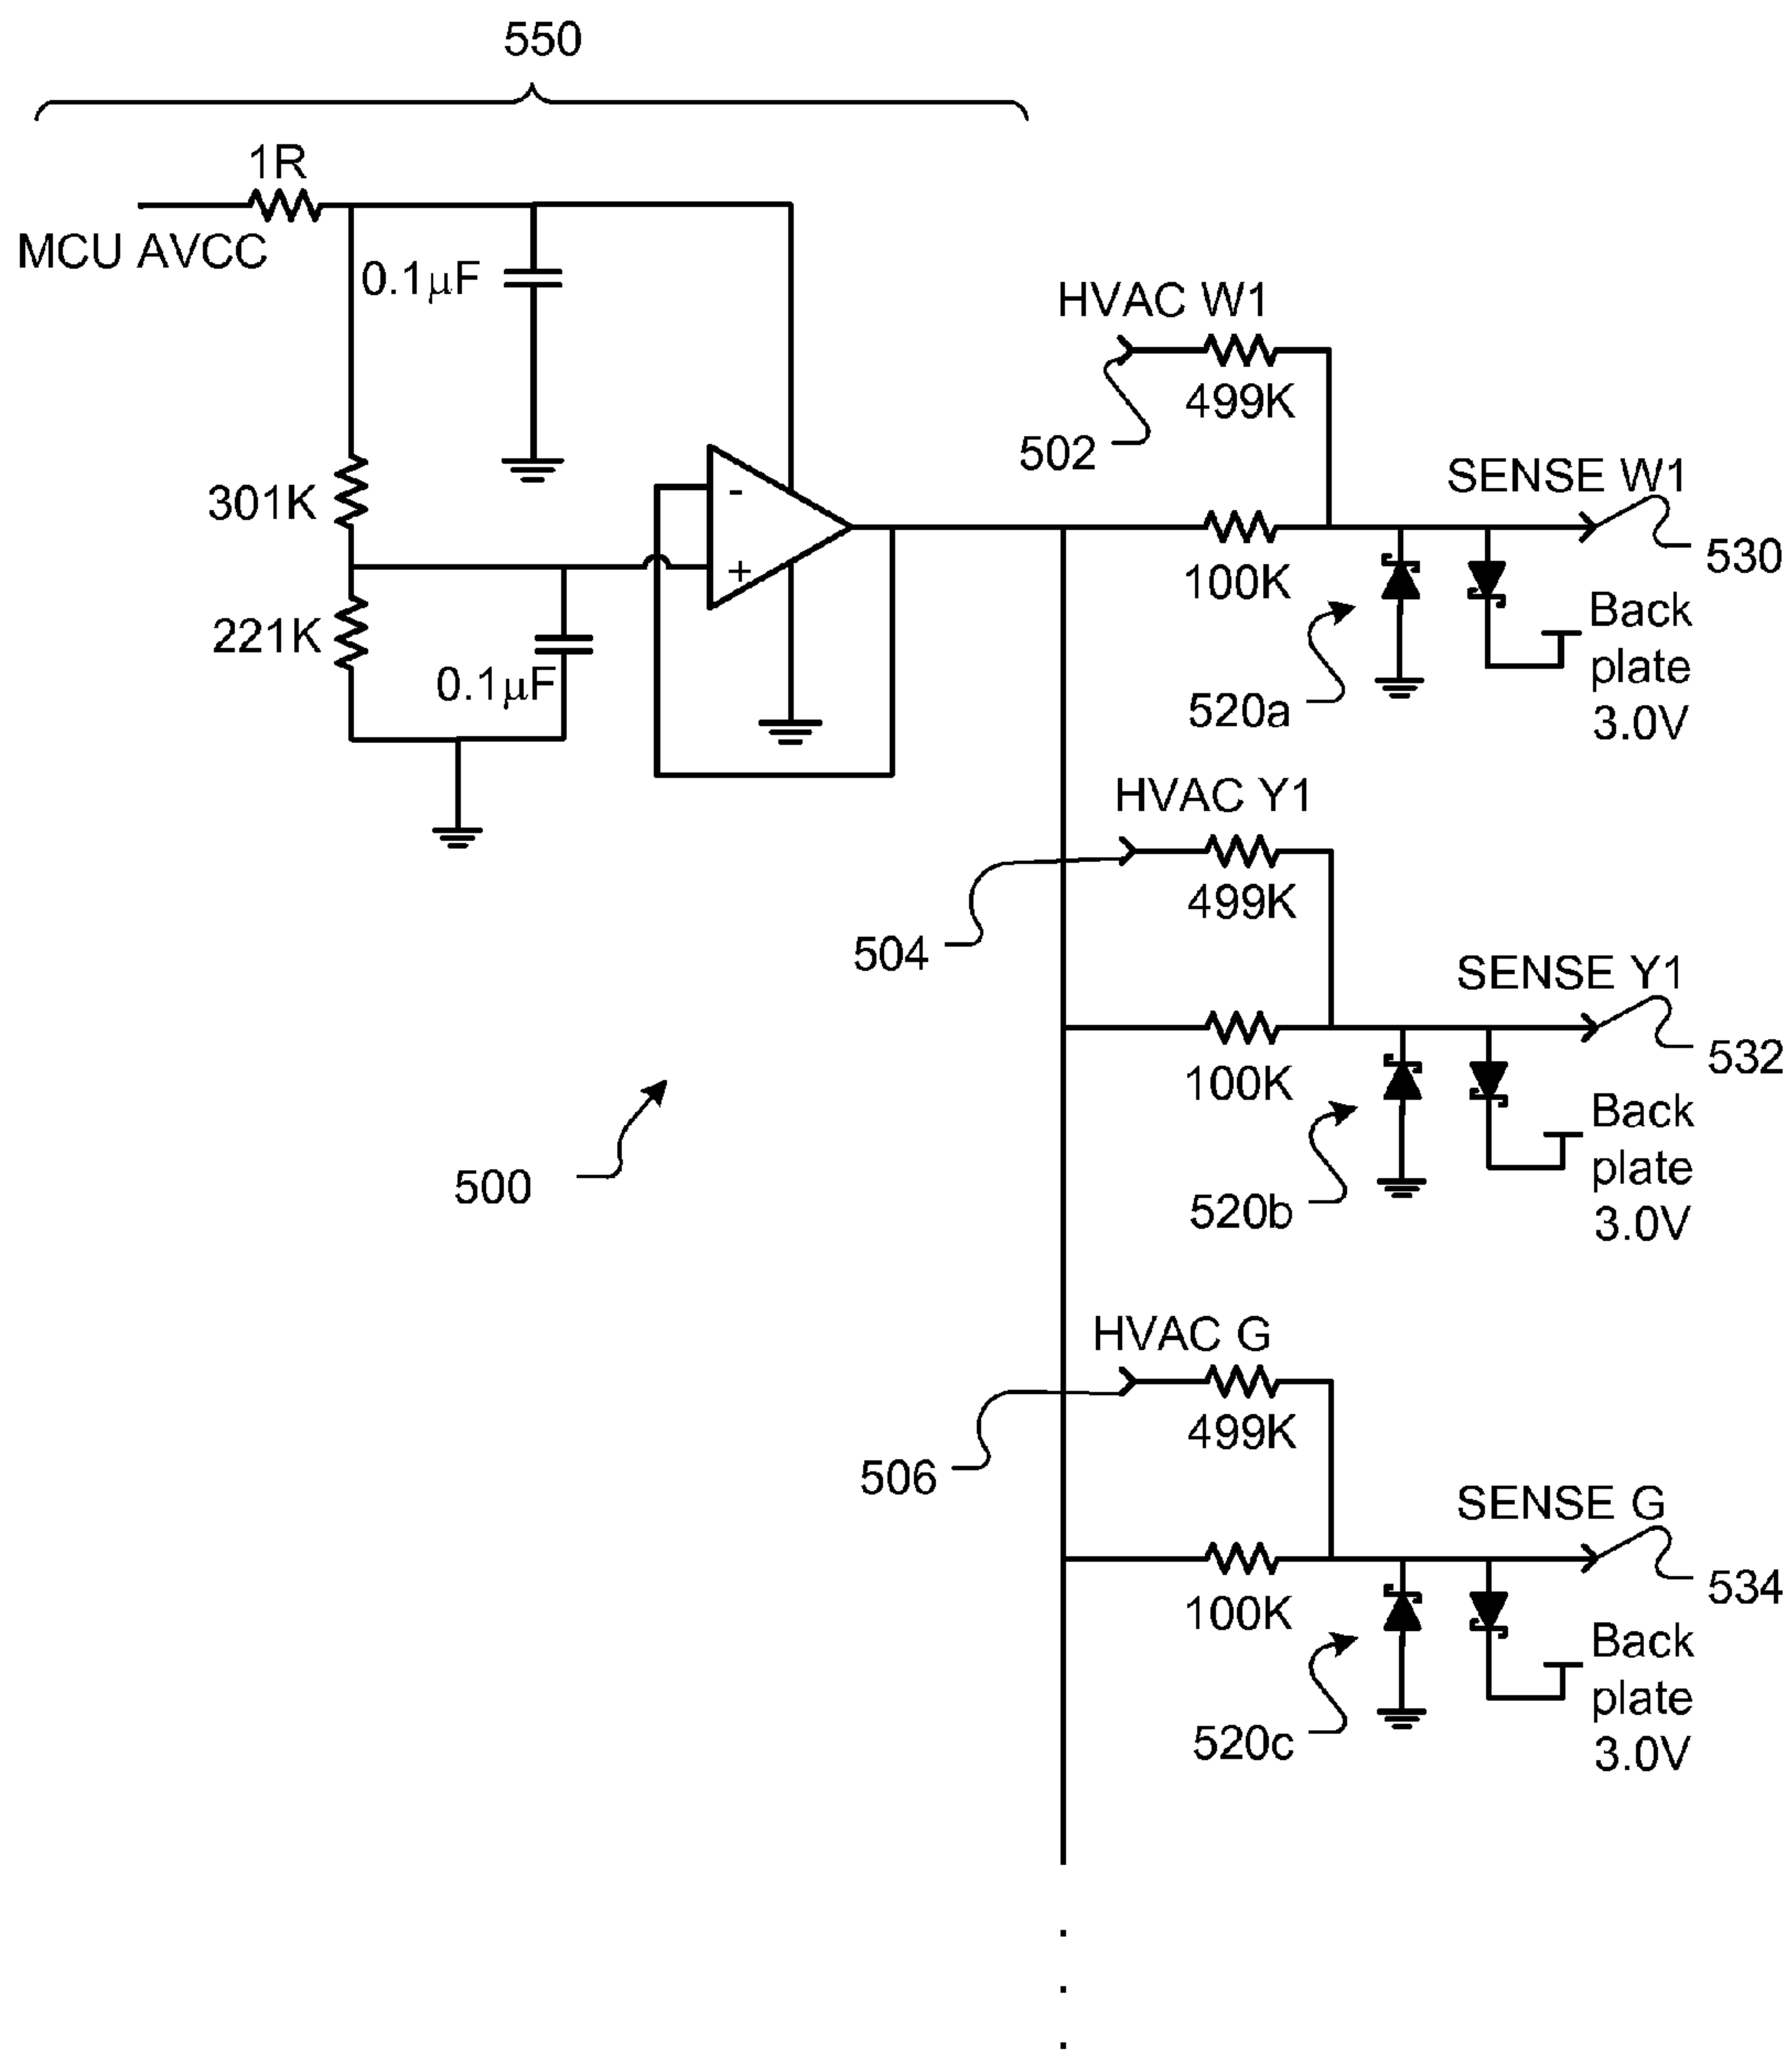 550
1R
MCU AVCC
0.1µF
301K
221K
0.1µF
-
+
HVAC W1
499K
502
SENSE W1
530
100K
520a
Back
plate
3.0V
HVAC Y1
499K
504
SENSE Y1
532
100K
520b
Back
plate
3.0V
500
HVAC G
499K
506
SENSE G
534
100K
520c
Back
plate
3.0V